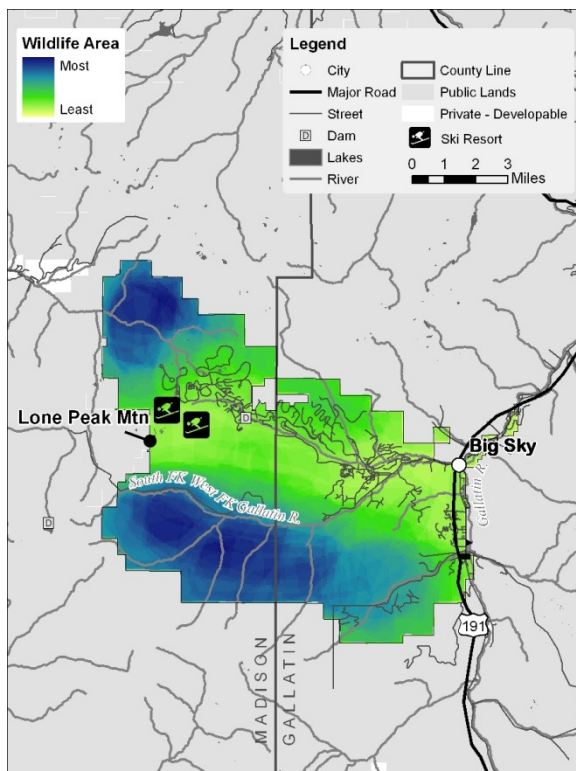 Wildlife Area
Most
Least
Legend
City
Major Road
Street
D Dam
Lakes
River
County Line
Public Lands
Private - Developable
Ski Resort
0 1 2 3
Miles
D
Lone Peak Mtn
Big Sky
South FK West FK Gallatin R.
Gallatin R.
D
191
MADISON
GALLATIN